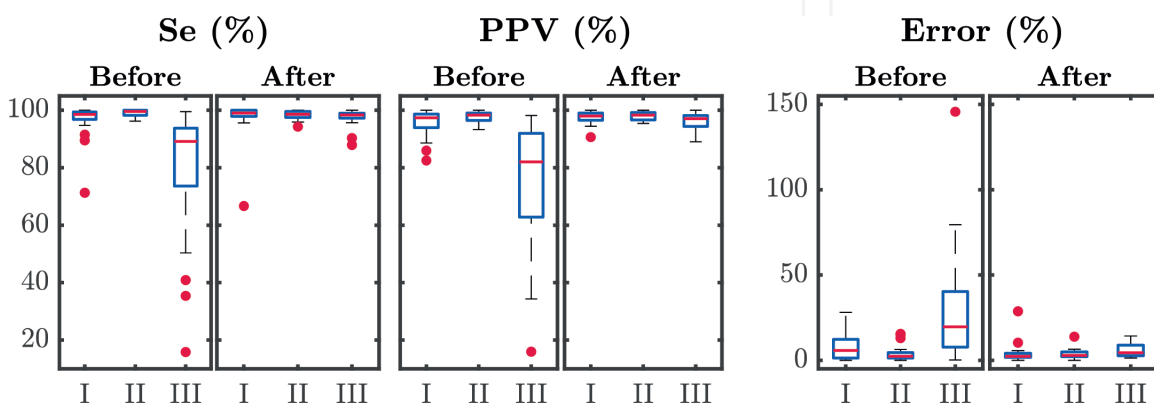 Se (%) PPV (%) Error (%)
Before After Before After Before After
100 150
80
100
60
40 50
20 0
I II III I II III I II III I II III I II III I II III